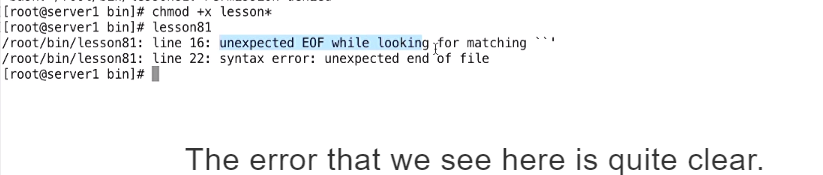 [root@server1 bin]# chmod +x lesson*
[root@server1 bin]# lesson81
/root/bin/lesson81: line 16: unexpected EOF while looking for matching ``'
/root/bin/lesson81: line 22: syntax error: unexpected end of file
[root@server1 bin]#
The error that we see here is quite clear.